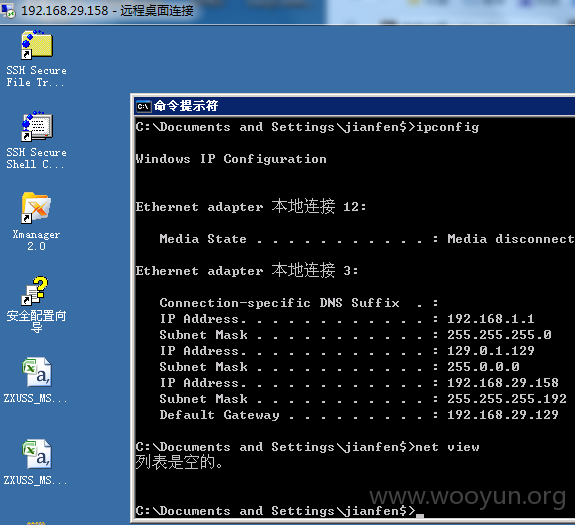 192.168.29.158 - 远程桌面连接
SSH Secure
File Tr...
SSH Secure
Shell C...
Xmanager
2.0
安全配置向
导
ZXUSS_MS...
ZXUSS_MS...
命令提示符
C:\Documents and Settings\jianfen$>ipconfig
Windows IP Configuration
Ethernet adapter 本地连接 12:
Media State . . . . . . . . . . . : Media disconnect
Ethernet adapter 本地连接 3:
Connection-specific DNS Suffix  . :
IP Address. . . . . . . . . . . . : 192.168.1.1
Subnet Mask . . . . . . . . . . . : 255.255.255.0
IP Address. . . . . . . . . . . . : 129.0.1.129
Subnet Mask . . . . . . . . . . . : 255.0.0.0
IP Address. . . . . . . . . . . . : 192.168.29.158
Subnet Mask . . . . . . . . . . . : 255.255.255.192
Default Gateway . . . . . . . . . : 192.168.29.129
C:\Documents and Settings\jianfen$>net view
列表是空的。
C:\Documents and Settings\jianfen$>
www.wooyun.org